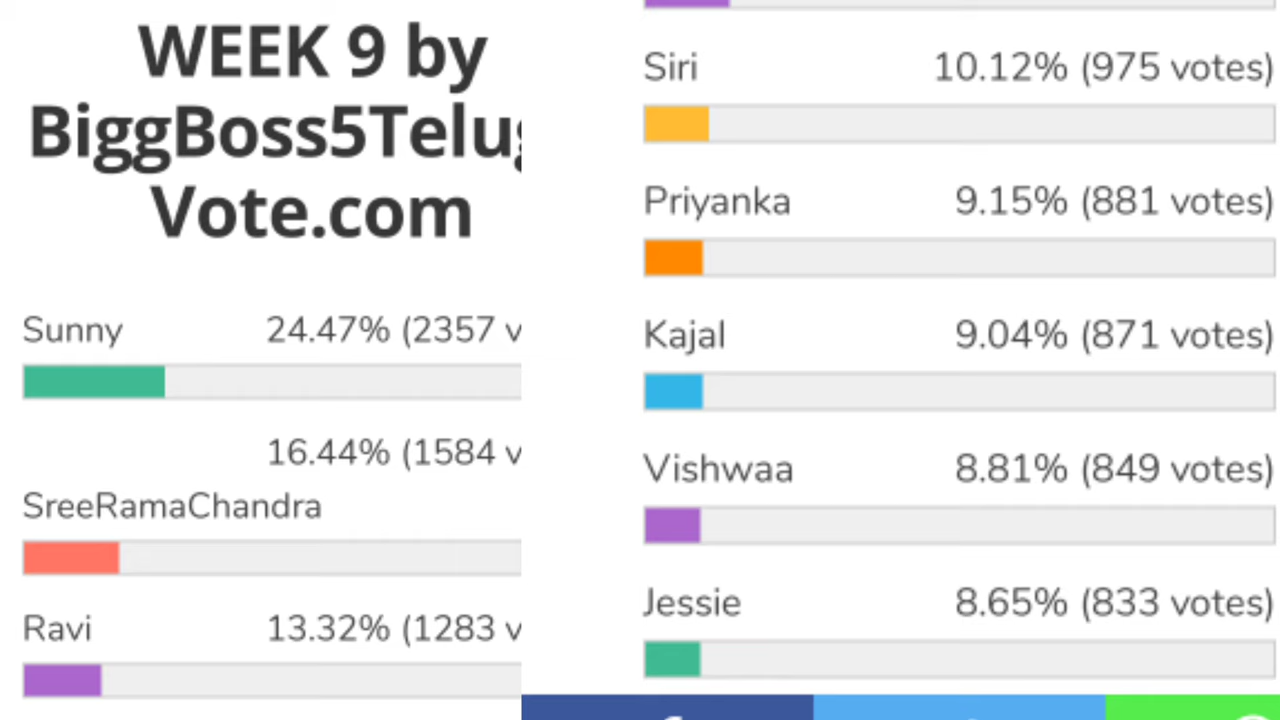 WEEK 9 by
BiggBoss5Telug
Vote.com
Sunny 24.47% (2357 v
16.44% (1584 v
SreeRamaChandra
Ravi 13.32% (1283 v
Siri 10.12% (975 votes)
Priyanka 9.15% (881 votes)
Kajal 9.04% (871 votes)
Vishwaa 8.81% (849 votes)
Jessie 8.65% (833 votes)